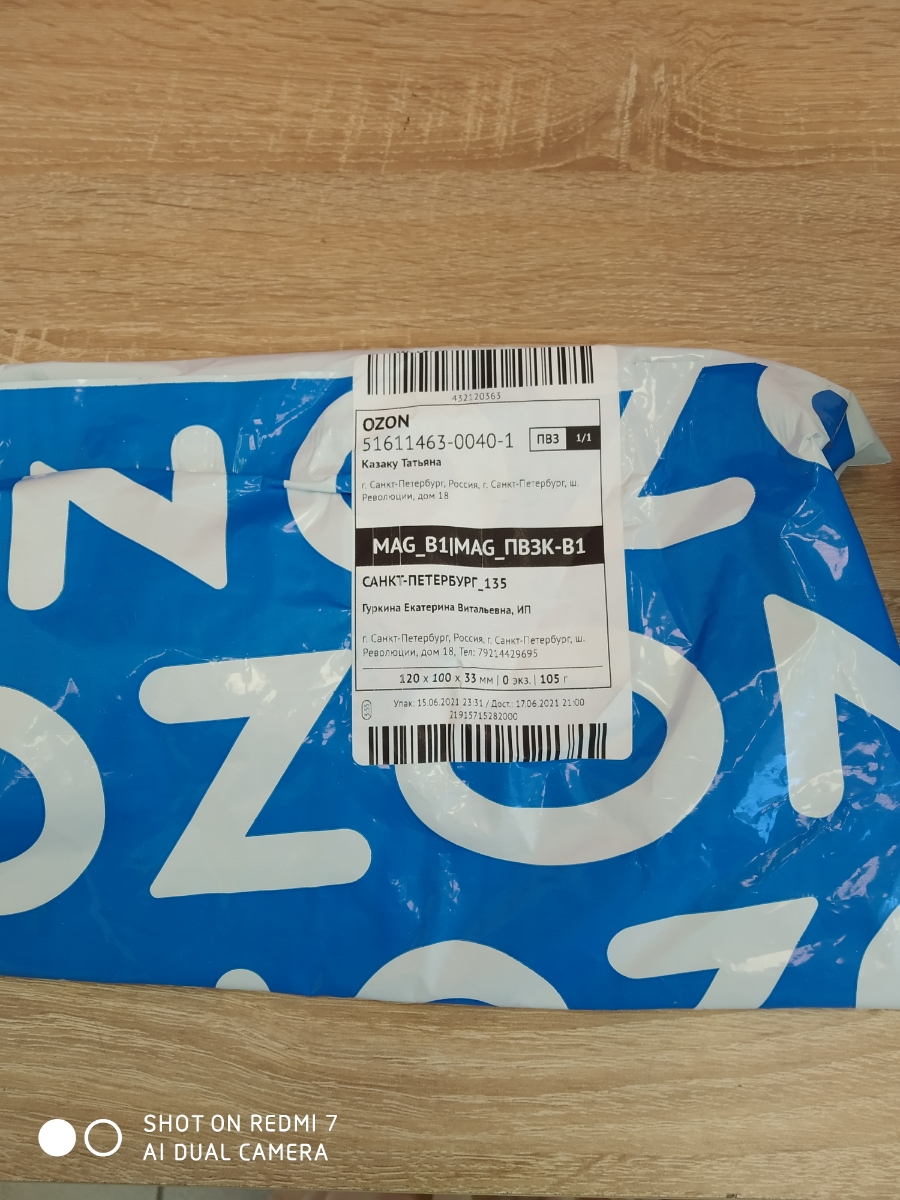 432120363
OZON
51611463-0040-1 ПВЗ 1/1
Казаку Татьяна
г. Санкт-Петербург, Россия, г. Санкт-Петербург, ш.
Революции, дом 18
MAG_B1|MAG_ПВЗК-В1
САНКТ-ПЕТЕРБУРГ_135
Гуркина Екатерина Витальевна, ИП
г. Санкт-Петербург, Россия, г. Санкт-Петербург, ш.
Революции, дом 18, Тел: 79214429695
120 x 100 x 33 мм | 0 экз. | 105 г
Упак: 15.06.2021 23:31 / Дост.: 17.06.2021 21:00
21915715282000
OZON
SHOT ON REDMI 7
AI DUAL CAMERA